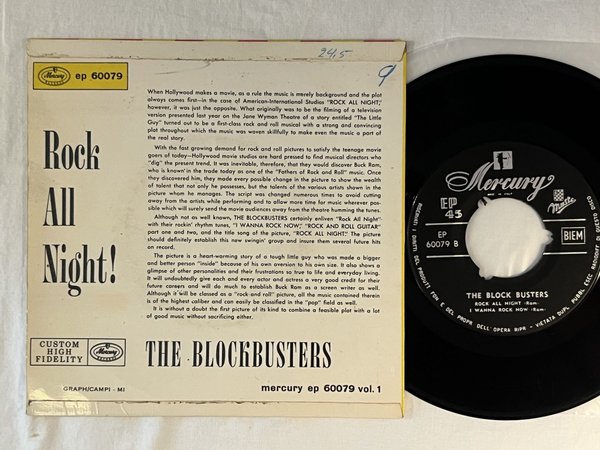 24,5
9
Mercury
RECORDS
ep 60079
Rock
All
Night!
When Hollywood makes a movie, as a rule the music is merely background and the plot
always comes first—in the case of American-International Studios "ROCK ALL NIGHT,"
however, it was just the opposite. What originally was to be the filming of a television
version presented last year on the Jane Wyman Theatre of a story entitled "The Little
Guy" turned out to be a first-class rock and roll musical with a strong and convincing
plot throughout which the music was woven skillfully to make even the music a part of
the real story.
With the fast growing demand for rock and roll pictures to satisfy the teenage movie
goers of today—Hollywood movie studios are hard pressed to find musical directors who
"dig" the present trend. It was inevitable, therefore, that they would discover Buck Ram,
who is known in the trade today as one of the "Fathers of Rock and Roll" music. Once
they discovered him, they made every possible change in the picture to show the wealth
of talent that not only he possesses, but the talents of the various artists shown in the
picture whom he manages. The script was changed numerous times to avoid cutting
away from the artists while performing and to allow more time for music wherever pos-
sible which will surely send the movie audiences away from the theatre humming the tunes.
Although not as well known, THE BLOCKBUSTERS certainly enliven "Rock All Night"
with their rockin' rhythm tunes, "I WANNA ROCK NOW," "ROCK AND ROLL GUITAR"
part one and two, and the title song of the picture, "ROCK ALL NIGHT." The picture
should definitely establish this new swingin' group and insure them several future hits
on record.
The picture is a heart-warming story of a tough little guy who was made a bigger
and better person "inside" because of his own aversion to his own size. It also shows a
glimpse of other personalities and their frustrations so true to life and everyday living.
It will undoubtedly give each and every actor and actress a very good credit for their
future careers and will do much to establish Buck Ram as a screen writer as well.
Although it will be classed as a "rock-and roll" picture, all the music contained therein
is of the highest caliber and can easily be classified in the "pop" field as well.
It is without a doubt the first picture of its kind to combine a feasible plot with a lot
of good music without sacrificing either.
CUSTOM
HIGH
FIDELITY
Mercury
RECORDS
THE BLOCKBUSTERS
GRAPH/CAMPI - MI
mercury ep 60079 vol. 1
Mercury
MADE IN ITALY
EP
45
EP
60079 B
BIEM
THE BLOCK BUSTERS
ROCK ALL NIGHT -Ram-
I WANNA ROCK NOW -Ram-